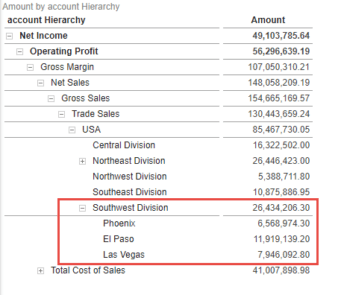 Amount by account Hierarchy
account Hierarchy Amount
Net Income 49,103,785.64
Operating Profit 56,296,639.19
Gross Margin 107,050,310.21
Net Sales 148,058,209.19
Gross Sales 154,665,169.57
Trade Sales 130,443,659.24
USA 85,467,730.05
Central Division 16,322,502.00
Northeast Division 26,446,423.00
Northwest Division 5,388,711.80
Southeast Division 10,875,886.95
Southwest Division 26,434,206.30
Phoenix 6,568,974.30
El Paso 11,919,139.20
Las Vegas 7,946,092.80
Total Cost of Sales 41,007,898.98